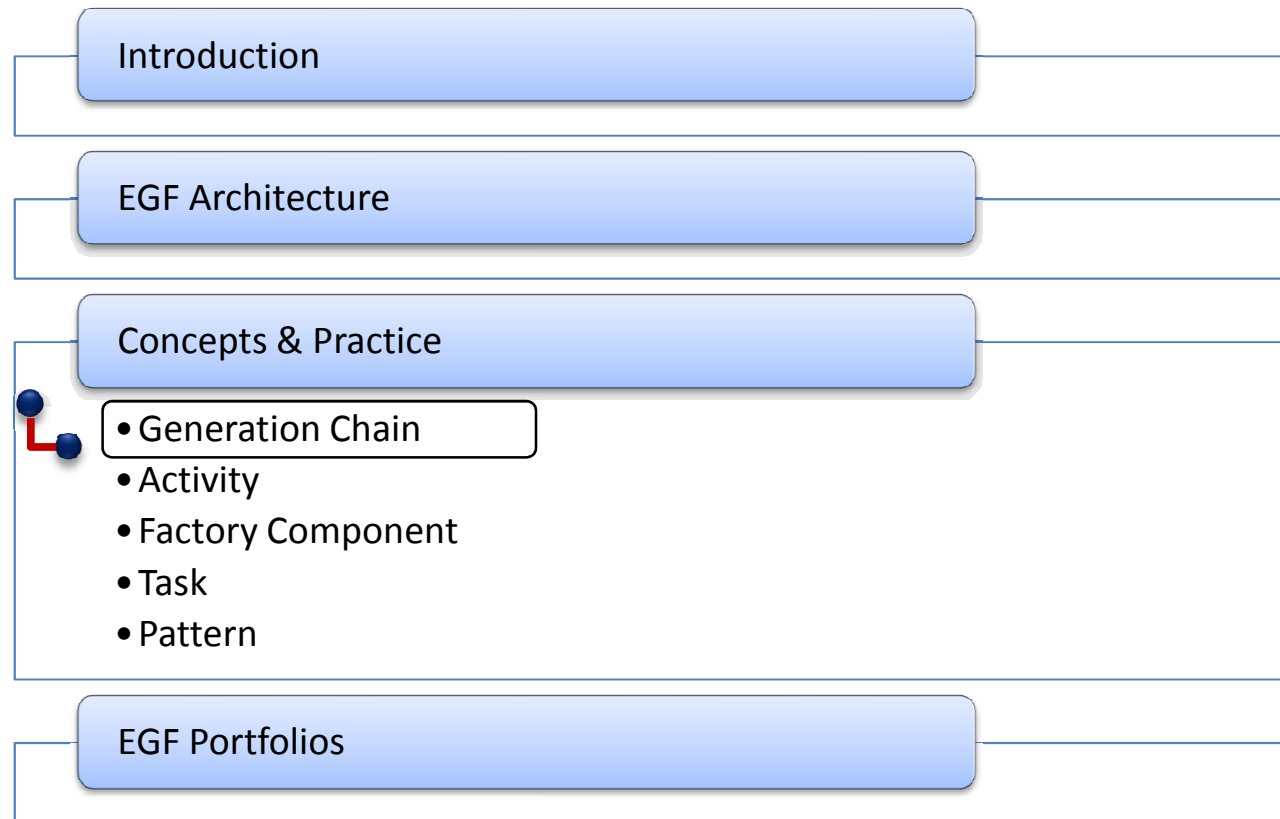 Introduction
EGF Architecture
Concepts & Practice
• Generation Chain
• Activity
• Factory Component
• Task
• Pattern
EGF Portfolios